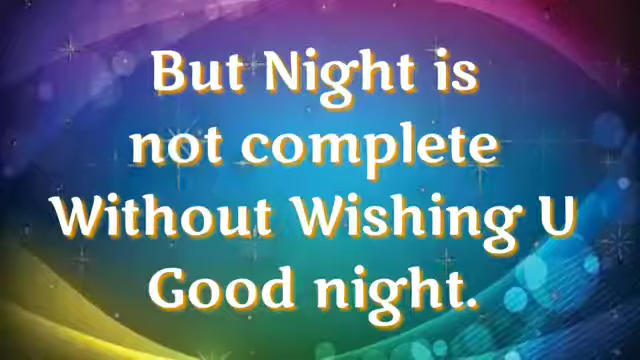 But Night is
not complete
Without Wishing U
Good night.